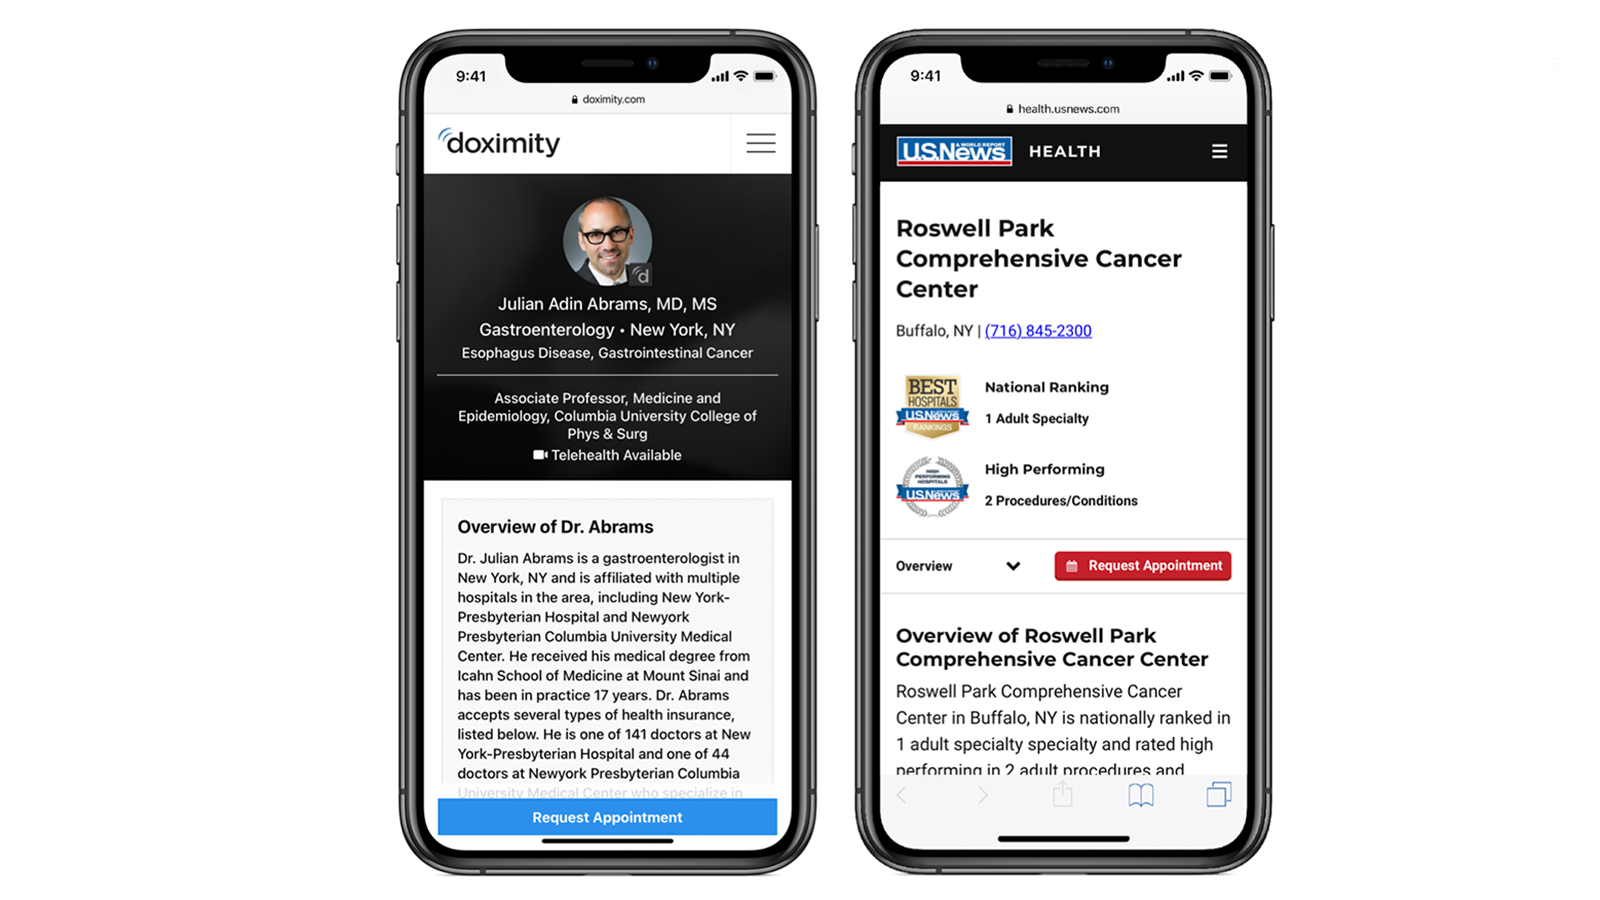 9:41
doximity.com
doximity
d
Julian Adin Abrams, MD, MS
Gastroenterology • New York, NY
Esophagus Disease, Gastrointestinal Cancer
Associate Professor, Medicine and
Epidemiology, Columbia University College of
Phys & Surg
Telehealth Available
Overview of Dr. Abrams
Dr. Julian Abrams is a gastroenterologist in
New York, NY and is affiliated with multiple
hospitals in the area, including New York-
Presbyterian Hospital and Newyork
Presbyterian Columbia University Medical
Center. He received his medical degree from
Icahn School of Medicine at Mount Sinai and
has been in practice 17 years. Dr. Abrams
accepts several types of health insurance,
listed below. He is one of 141 doctors at New
York-Presbyterian Hospital and one of 44
doctors at Newyork Presbyterian Columbia
University Medical Center who specialize in
Request Appointment
9:41
health.usnews.com
U.S.News & WORLD REPORT HEALTH
Roswell Park
Comprehensive Cancer
Center
Buffalo, NY | (716) 845-2300
BEST
HOSPITALS
U.S.News
RANKINGS
National Ranking
1 Adult Specialty
HIGH
PERFORMING
HOSPITALS
U.S.News
High Performing
2 Procedures/Conditions
Overview
Request Appointment
Overview of Roswell Park
Comprehensive Cancer Center
Roswell Park Comprehensive Cancer
Center in Buffalo, NY is nationally ranked in
1 adult specialty specialty and rated high
performing in 2 adult procedures and